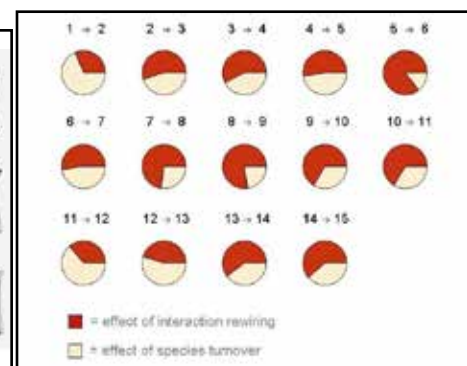 1 → 2 2 → 3 3 → 4 4 → 5 5 → 6
6 → 7 7 → 8 8 → 9 9 → 10 10 → 11
11 → 12 12 → 13 13 → 14 14 → 15
= effect of interaction rewiring
= effect of species turnover